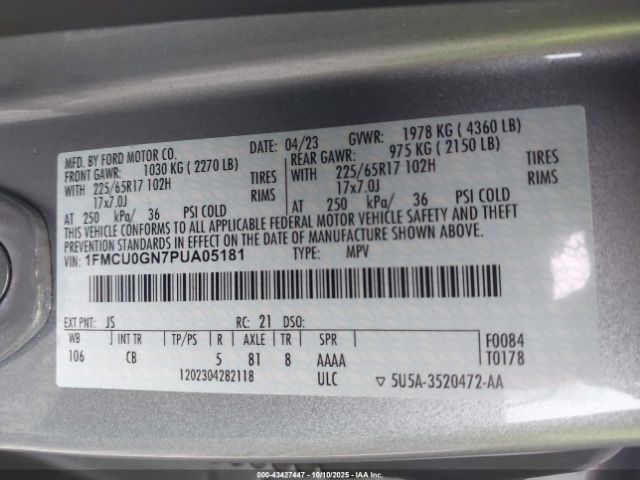 MFD. BY FORD MOTOR CO. DATE: 04/23 GVWR: 1978 KG ( 4360 LB)
FRONT GAWR: 1030 KG ( 2270 LB) REAR GAWR: 975 KG ( 2150 LB)
WITH 225/65R17 102H TIRES WITH 225/65R17 102H TIRES
17x7.0J RIMS 17x7.0J RIMS
AT 250 kPa/ 36 PSI COLD AT 250 kPa/ 36 PSI COLD
THIS VEHICLE CONFORMS TO ALL APPLICABLE FEDERAL MOTOR VEHICLE SAFETY AND THEFT
PREVENTION STANDARDS IN EFFECT ON THE DATE OF MANUFACTURE SHOWN ABOVE.
VIN: 1FMCU0GN7PUA05181 TYPE: MPV
EXT PNT: JS RC: 21 DSO:
WB INT TR TP/PS R AXLE TR SPR F0084
106 CB 5 81 8 AAAA T0178
1202304282118 ULC ▽ 5U5A-3520472-AA
00-43427447 - 10/10/2025 - IAA Inc.